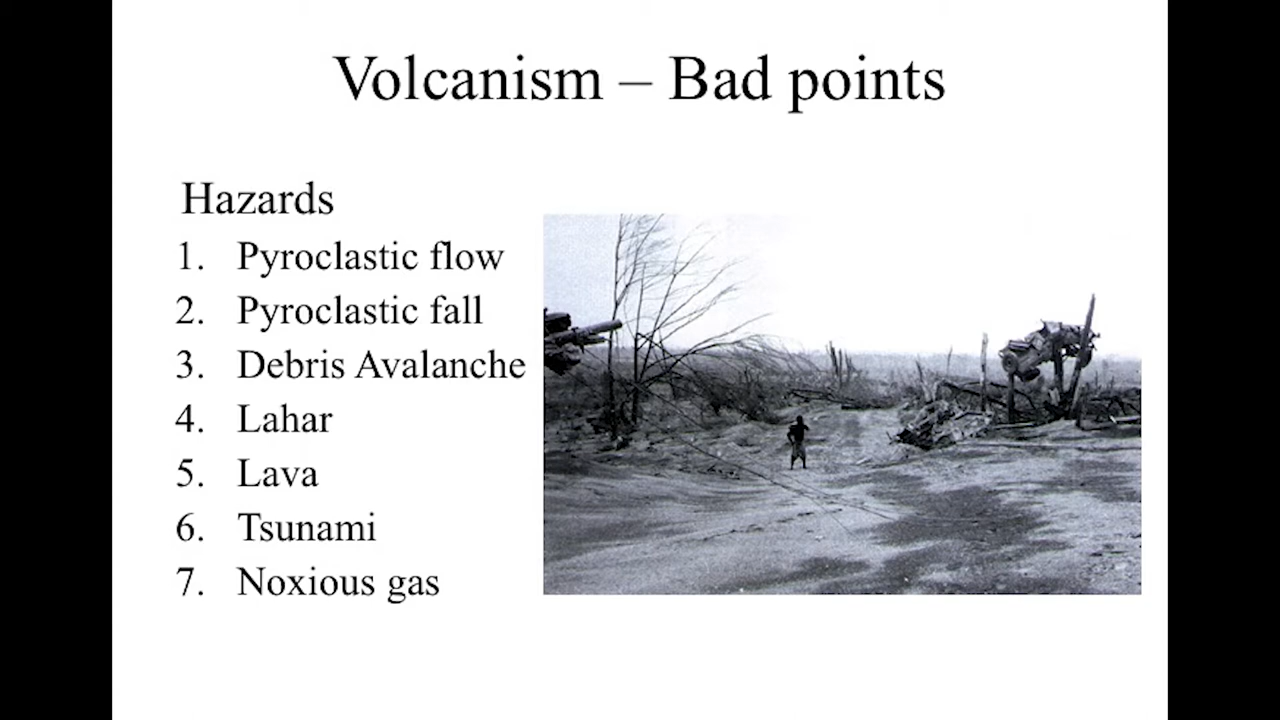 Volcanism – Bad points
Hazards
1. Pyroclastic flow
2. Pyroclastic fall
3. Debris Avalanche
4. Lahar
5. Lava
6. Tsunami
7. Noxious gas